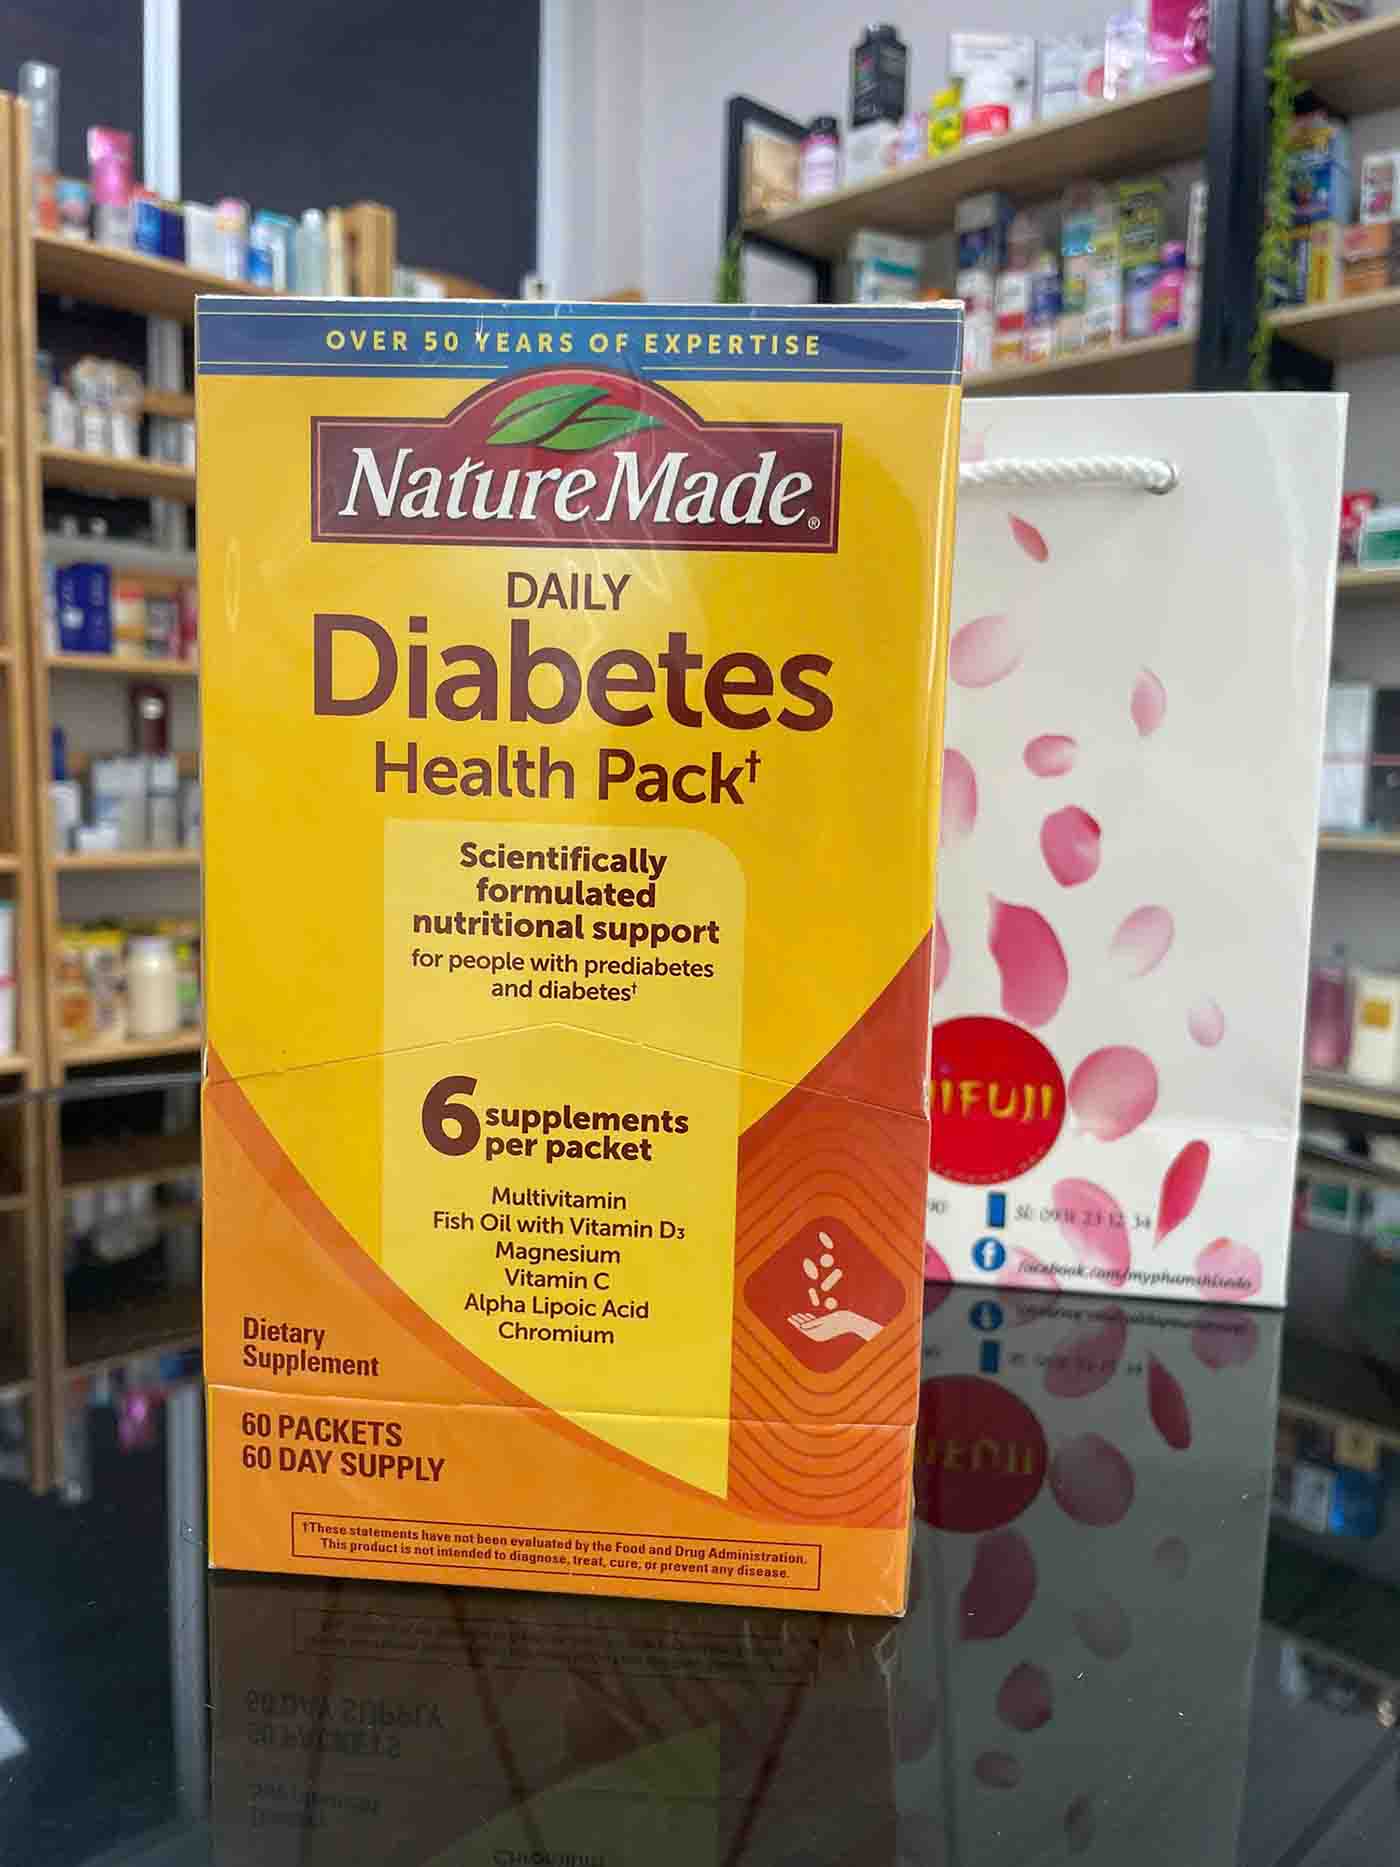 OVER 50 YEARS OF EXPERTISE
Nature Made®
DAILY
Diabetes
Health Pack†
Scientifically
formulated
nutritional support
for people with prediabetes
and diabetes†
6 supplements
per packet
Multivitamin
Fish Oil with Vitamin D3
Magnesium
Vitamin C
Alpha Lipoic Acid
Chromium
Dietary
Supplement
60 PACKETS
60 DAY SUPPLY
†These statements have not been evaluated by the Food and Drug Administration.
This product is not intended to diagnose, treat, cure, or prevent any disease.
iFUJI